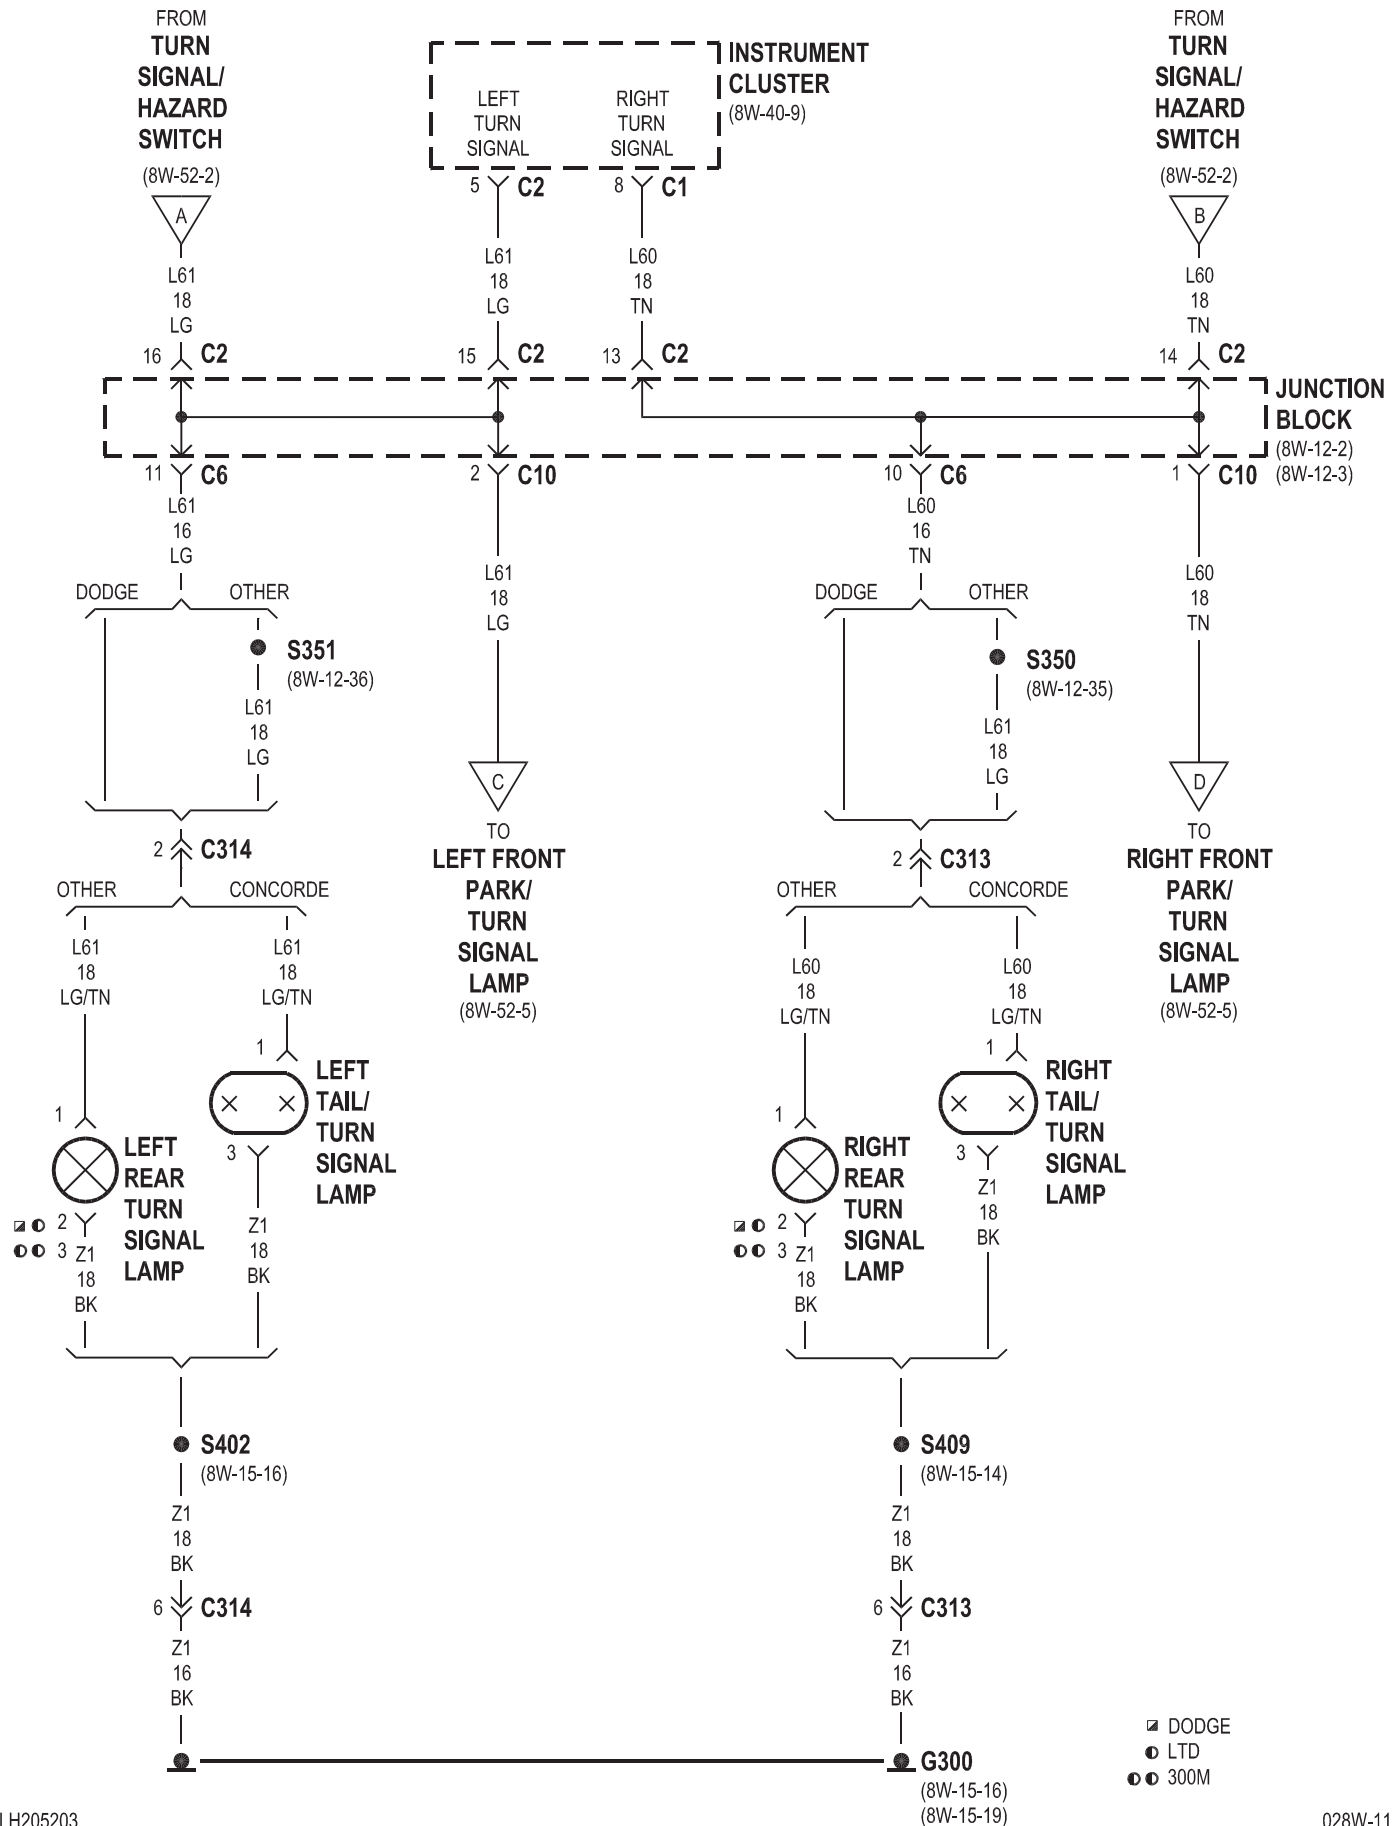 FROM
TURN
SIGNAL/
HAZARD
SWITCH
(8W-52-2)
A
L61
18
LG
16
C2
INSTRUMENT
CLUSTER
(8W-40-9)
LEFT
TURN
SIGNAL
5
C2
L61
18
LG
15
C2
RIGHT
TURN
SIGNAL
8
C1
L60
18
TN
13
C2
FROM
TURN
SIGNAL/
HAZARD
SWITCH
(8W-52-2)
B
L60
18
TN
14
C2
JUNCTION
BLOCK
(8W-12-2)
(8W-12-3)
11
C6
L61
16
LG
DODGE
OTHER
S351
(8W-12-36)
L61
18
LG
2
C314
OTHER
CONCORDE
L61
18
LG/TN
L61
18
LG/TN
1
LEFT
TAIL/
TURN
SIGNAL
LAMP
3
1
LEFT
REAR
TURN
SIGNAL
LAMP
2
3
Z1
18
BK
Z1
18
BK
S402
(8W-15-16)
Z1
18
BK
6
C314
Z1
16
BK
2
C10
L61
18
LG
C
TO
LEFT FRONT
PARK/
TURN
SIGNAL
LAMP
(8W-52-5)
10
C6
L60
16
TN
DODGE
OTHER
S350
(8W-12-35)
L61
18
LG
2
C313
OTHER
CONCORDE
L60
18
LG/TN
L60
18
LG/TN
1
RIGHT
TAIL/
TURN
SIGNAL
LAMP
3
1
RIGHT
REAR
TURN
SIGNAL
LAMP
2
3
Z1
18
BK
Z1
18
BK
S409
(8W-15-14)
Z1
18
BK
6
C313
Z1
16
BK
G300
(8W-15-16)
(8W-15-19)
1
C10
L60
18
TN
D
TO
RIGHT FRONT
PARK/
TURN
SIGNAL
LAMP
(8W-52-5)
DODGE
LTD
300M
LH205203
028W-11